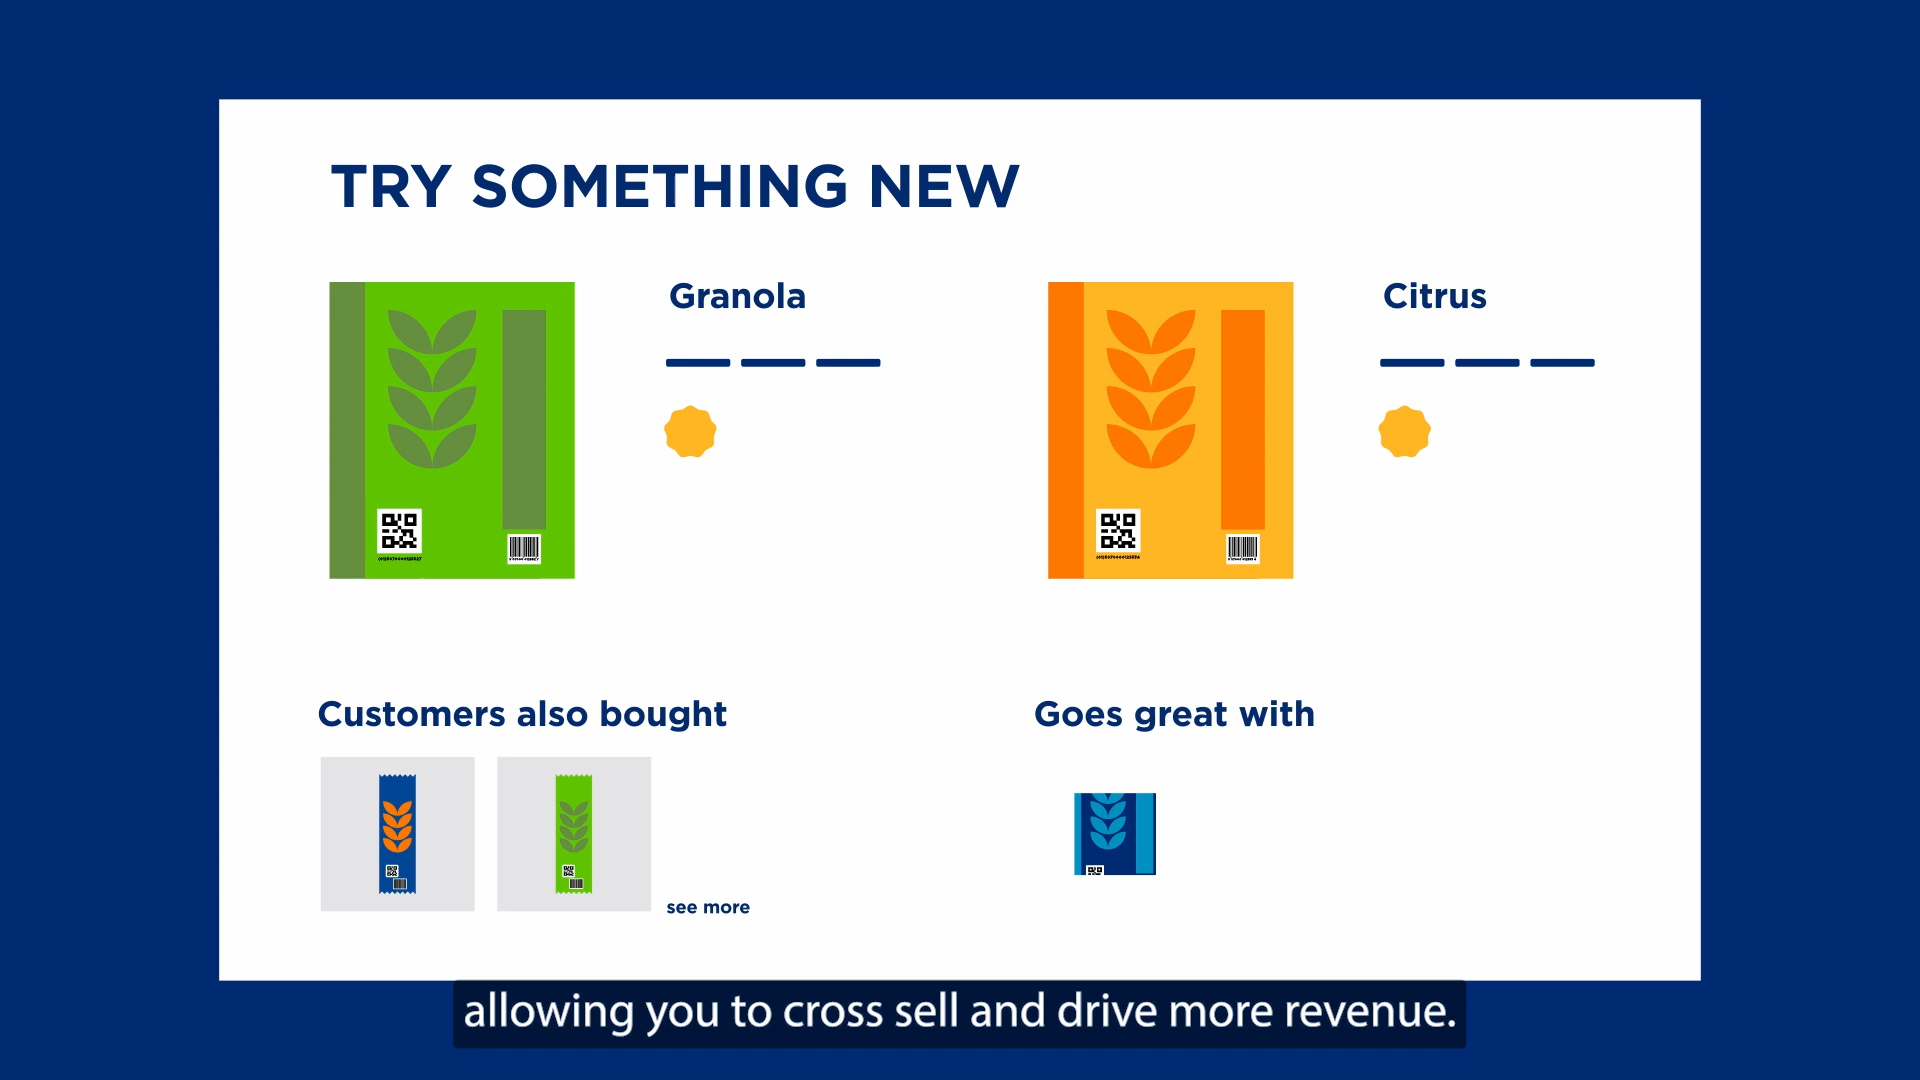 TRY SOMETHING NEW
Granola
Citrus
Customers also bought
Goes great with
see more
allowing you to cross sell and drive more revenue.